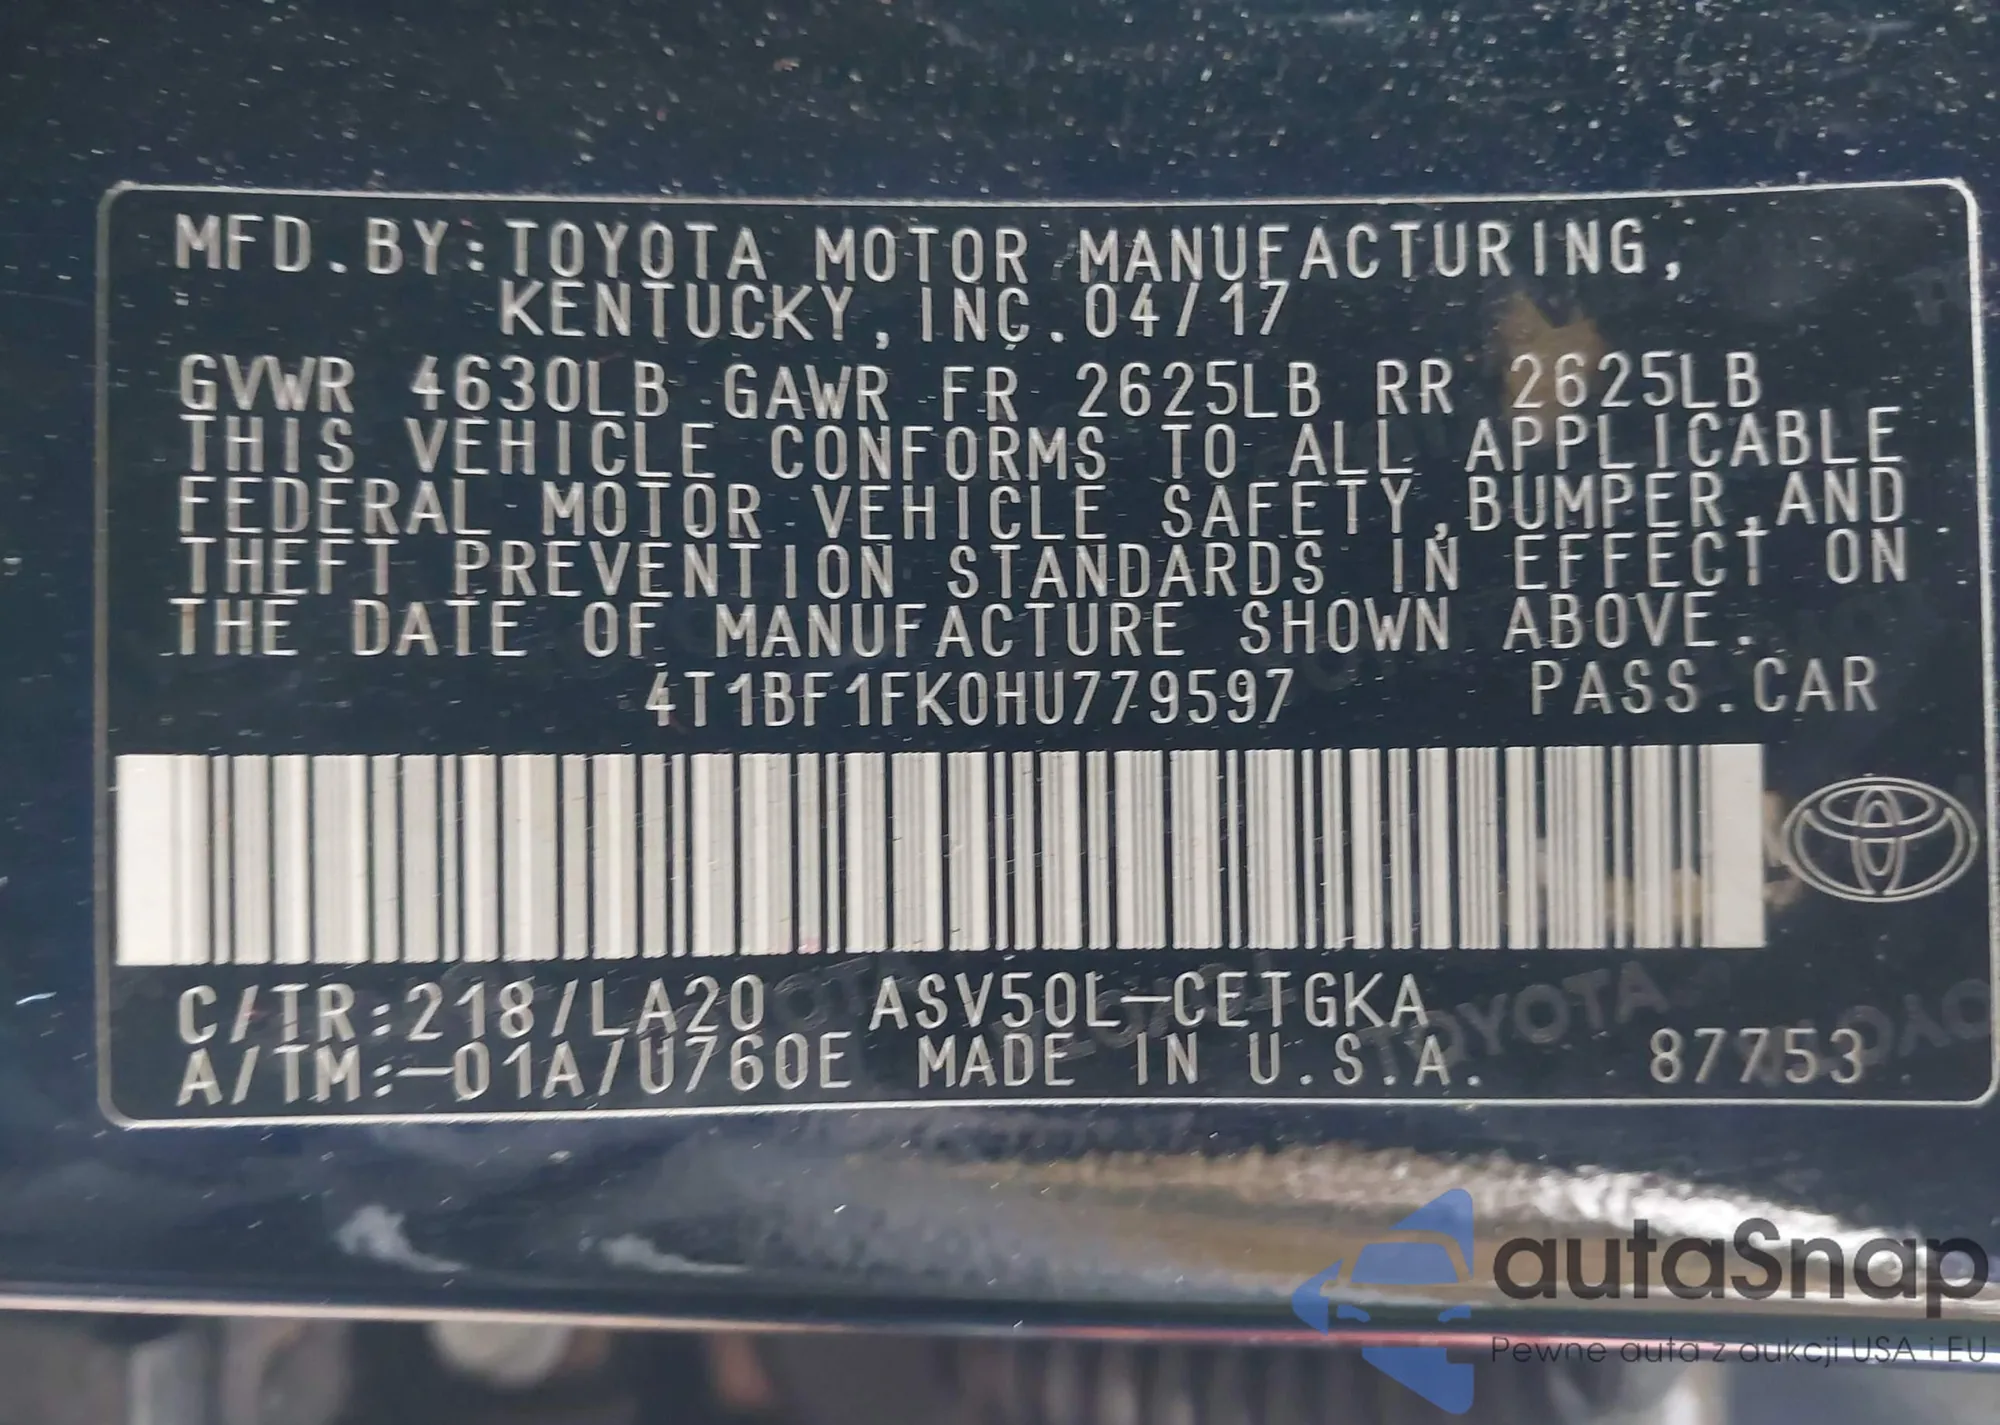 MFD.BY:TOYOTA MOTOR MANUFACTURING,
KENTUCKY,INC.04/17
GVWR 4630LB GAWR FR 2625LB RR 2625LB
THIS VEHICLE CONFORMS TO ALL APPLICABLE
FEDERAL MOTOR VEHICLE SAFETY,BUMPER,AND
THEFT PREVENTION STANDARDS IN EFFECT ON
THE DATE OF MANUFACTURE SHOWN ABOVE.
4T1BF1FK0HU779597 PASS.CAR
C/TR:218/LA20 ASV50L-CETGKA
A/TM:-01A/U760E MADE IN U.S.A. 87753
TOYOTA
autaSnap
Pewne auta z aukcji USA i EU